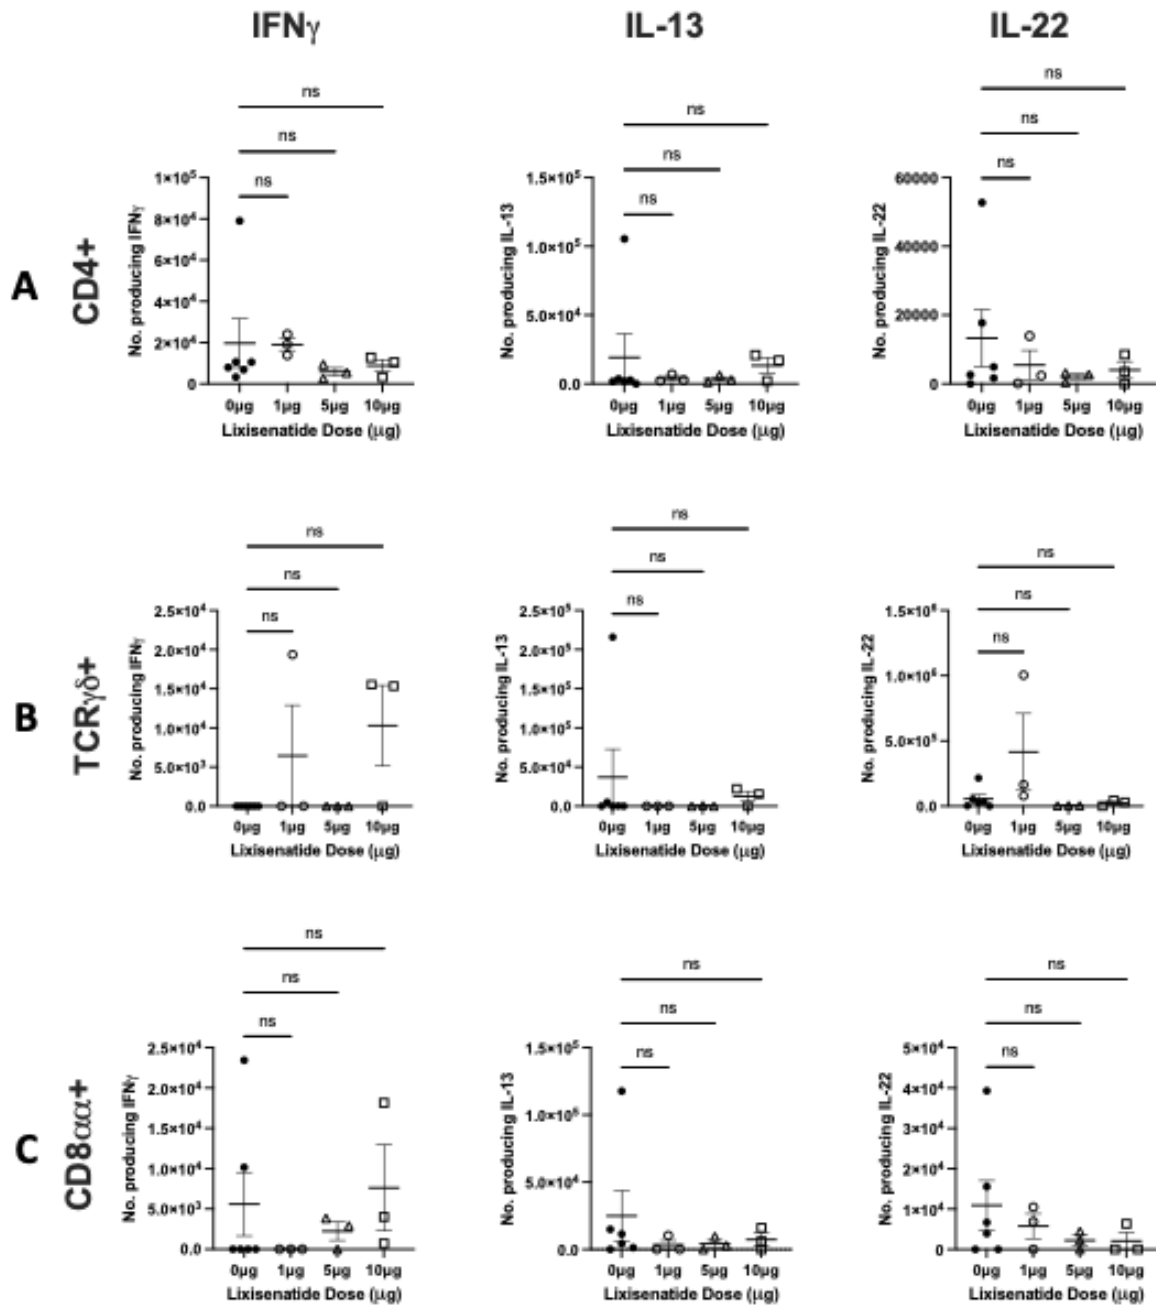 IFNγ
IL-13
IL-22
A
CD4+
ns
ns
ns
1×10⁵
8×10⁴
6×10⁴
4×10⁴
2×10⁴
0
No. producing IFNγ
0μg 1μg 5μg 10μg
Lixisenatide Dose (μg)
ns
ns
ns
1.5×10⁵
1.0×10⁵
5.0×10⁴
0.0
No. producing IL-13
0μg 1μg 5μg 10μg
Lixisenatide Dose (μg)
ns
ns
ns
60000
40000
20000
0
No. producing IL-22
0μg 1μg 5μg 10μg
Lixisenatide Dose (μg)
B
TCRγδ+
ns
ns
ns
2.5×10⁴
2.0×10⁴
1.5×10⁴
1.0×10⁴
5.0×10³
0.0
No. producing IFNγ
0μg 1μg 5μg 10μg
Lixisenatide Dose (μg)
ns
ns
ns
2.5×10⁵
2.0×10⁵
1.5×10⁵
1.0×10⁵
5.0×10⁴
0.0
No. producing IL-13
0μg 1μg 5μg 10μg
Lixisenatide Dose (μg)
ns
ns
ns
1.5×10⁶
1.0×10⁶
5.0×10⁵
0.0
No. producing IL-22
0μg 1μg 5μg 10μg
Lixisenatide Dose (μg)
C
CD8αα+
ns
ns
ns
2.5×10⁴
2.0×10⁴
1.5×10⁴
1.0×10⁴
5.0×10³
0.0
No. producing IFNγ
0μg 1μg 5μg 10μg
Lixisenatide Dose (μg)
ns
ns
ns
1.5×10⁵
1.0×10⁵
5.0×10⁴
0.0
No. producing IL-13
0μg 1μg 5μg 10μg
Lixisenatide Dose (μg)
ns
ns
ns
5×10⁴
4×10⁴
3×10⁴
2×10⁴
1×10⁴
0
No. producing IL-22
0μg 1μg 5μg 10μg
Lixisenatide Dose (μg)